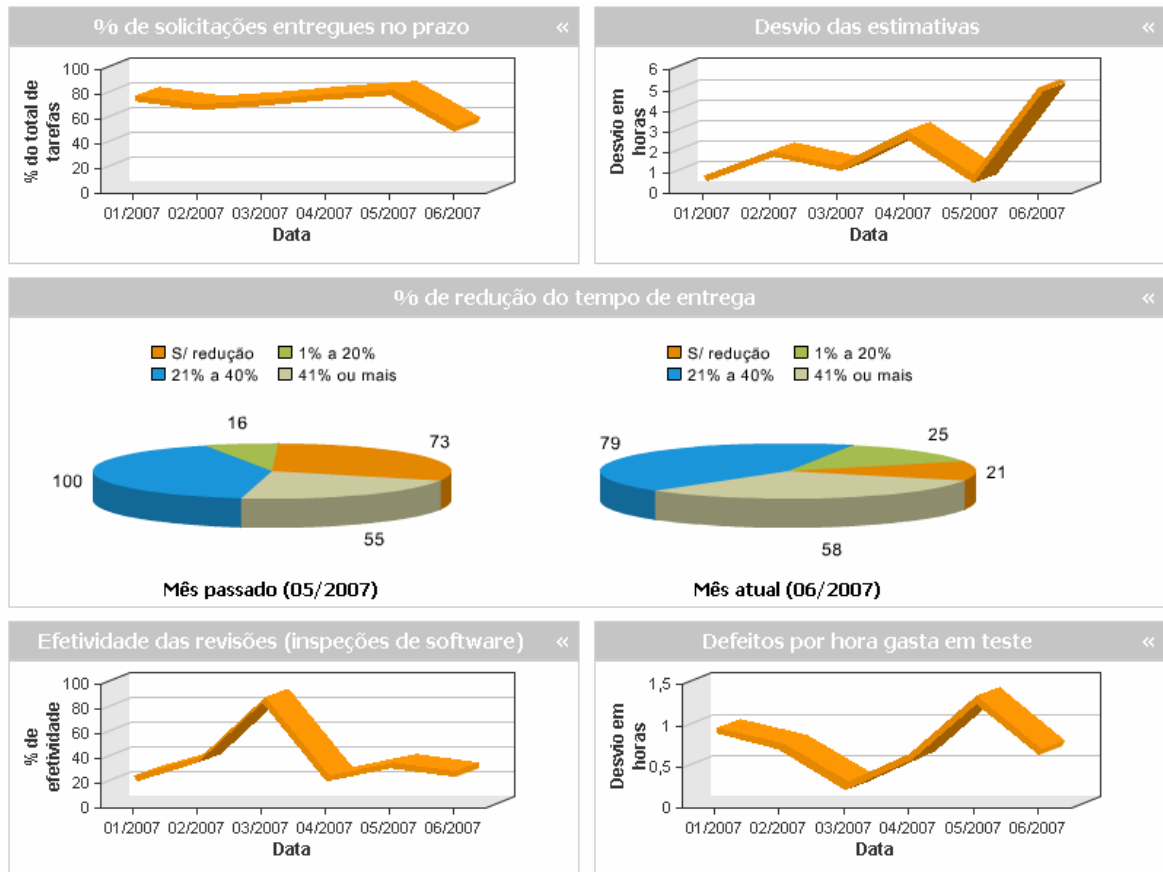 % de solicitações entregues no prazo «
% do total de
tarefas
100
80
60
40
20
0
01/2007 02/2007 03/2007 04/2007 05/2007 06/2007
Data
Desvio das estimativas «
Desvio em
horas
6
5
4
3
2
1
0
01/2007 02/2007 03/2007 04/2007 05/2007 06/2007
Data
% de redução do tempo de entrega «
S/ redução 1% a 20%
21% a 40% 41% ou mais
16
73
100
55
Mês passado (05/2007)
S/ redução 1% a 20%
21% a 40% 41% ou mais
79
25
21
58
Mês atual (06/2007)
Efetividade das revisões (inspeções de software) «
% de
efetividade
100
80
60
40
20
0
01/2007 02/2007 03/2007 04/2007 05/2007 06/2007
Data
Defeitos por hora gasta em teste «
Desvio em
horas
1,5
1
0,5
0
01/2007 02/2007 03/2007 04/2007 05/2007 06/2007
Data